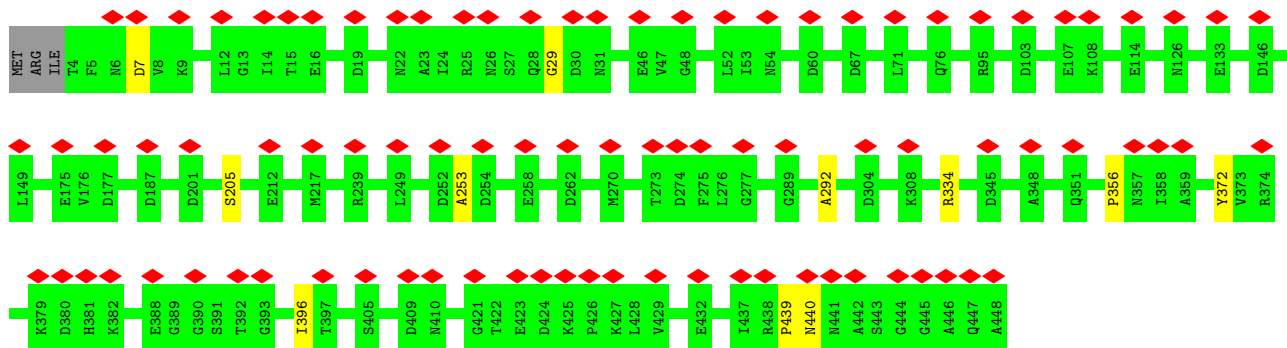 MET ARG ILE T4 F5 N6 D7 V8 K9 L12 G13 I14 T15 E16 D19 N22 A23 I24 R25 N26 S27 Q28 G29 D30 N31 E46 V47 G48 L52 I53 N54 D60 D67 L71 Q76 R95 D103 E107 K108 E114 N126 E133 D146
L149 E175 V176 D177 D187 D201 S205 E212 M217 R239 L249 D252 A253 D254 E258 D262 M270 T273 D274 F275 L276 G277 G289 A292 D304 K308 R334 D345 A348 Q351 P356 N357 I358 A359 Y372 V373 R374
K379 D380 H381 K382 E388 G389 G390 S391 T392 G393 I396 T397 S405 D409 N410 G421 T422 E423 D424 K425 P426 K427 L428 V429 E432 I437 R438 P439 N440 N441 A442 S443 G444 G445 A446 Q447 A448